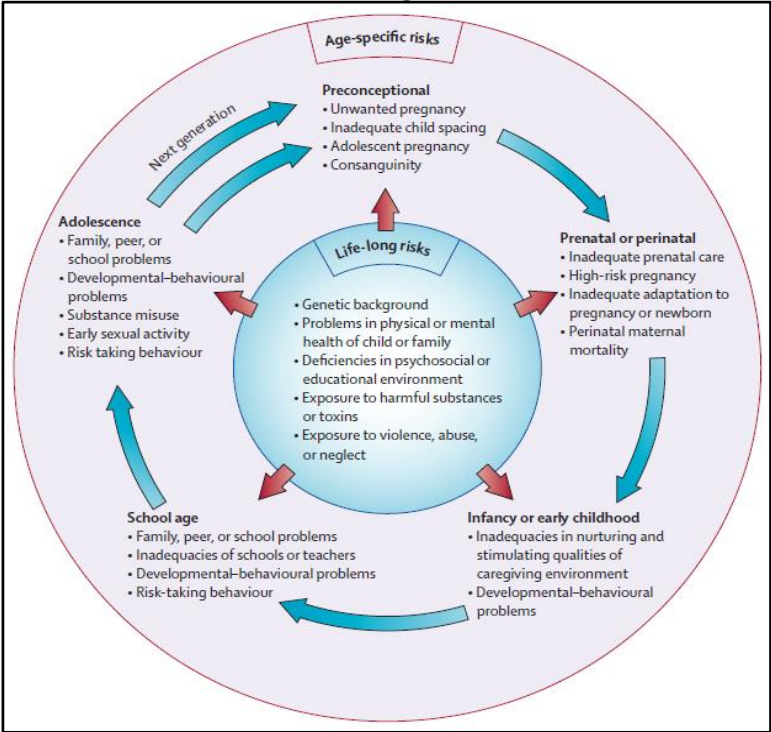 Age-specific risks
Preconceptional
• Unwanted pregnancy
• Inadequate child spacing
• Adolescent pregnancy
• Consanguinity
Next generation
Adolescence
• Family, peer, or
school problems
• Developmental–behavioural
problems
• Substance misuse
• Early sexual activity
• Risk taking behaviour
Life-long risks
• Genetic background
• Problems in physical or mental
health of child or family
• Deficiencies in psychosocial or
educational environment
• Exposure to harmful substances
or toxins
• Exposure to violence, abuse,
or neglect
Prenatal or perinatal
• Inadequate prenatal care
• High-risk pregnancy
• Inadequate adaptation to
pregnancy or newborn
• Perinatal maternal
mortality
School age
• Family, peer, or school problems
• Inadequacies of schools or teachers
• Developmental–behavioural problems
• Risk-taking behaviour
Infancy or early childhood
• Inadequacies in nurturing and
stimulating qualities of
caregiving environment
• Developmental–behavioural
problems